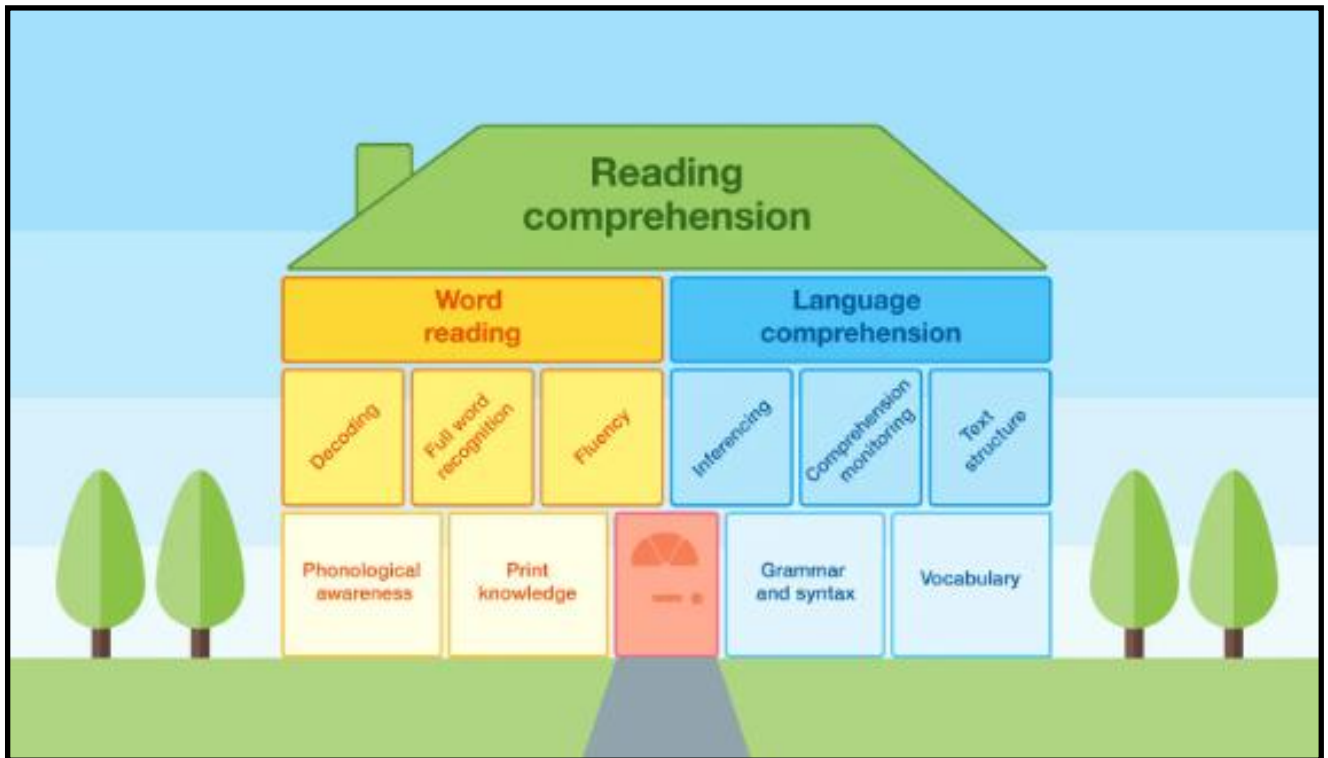 Reading
comprehension
Word
reading
Language
comprehension
Decoding
Full word
recognition
Fluency
Inferencing
Comprehension
monitoring
Text
structure
Phonological
awareness
Print
knowledge
Grammar
and syntax
Vocabulary